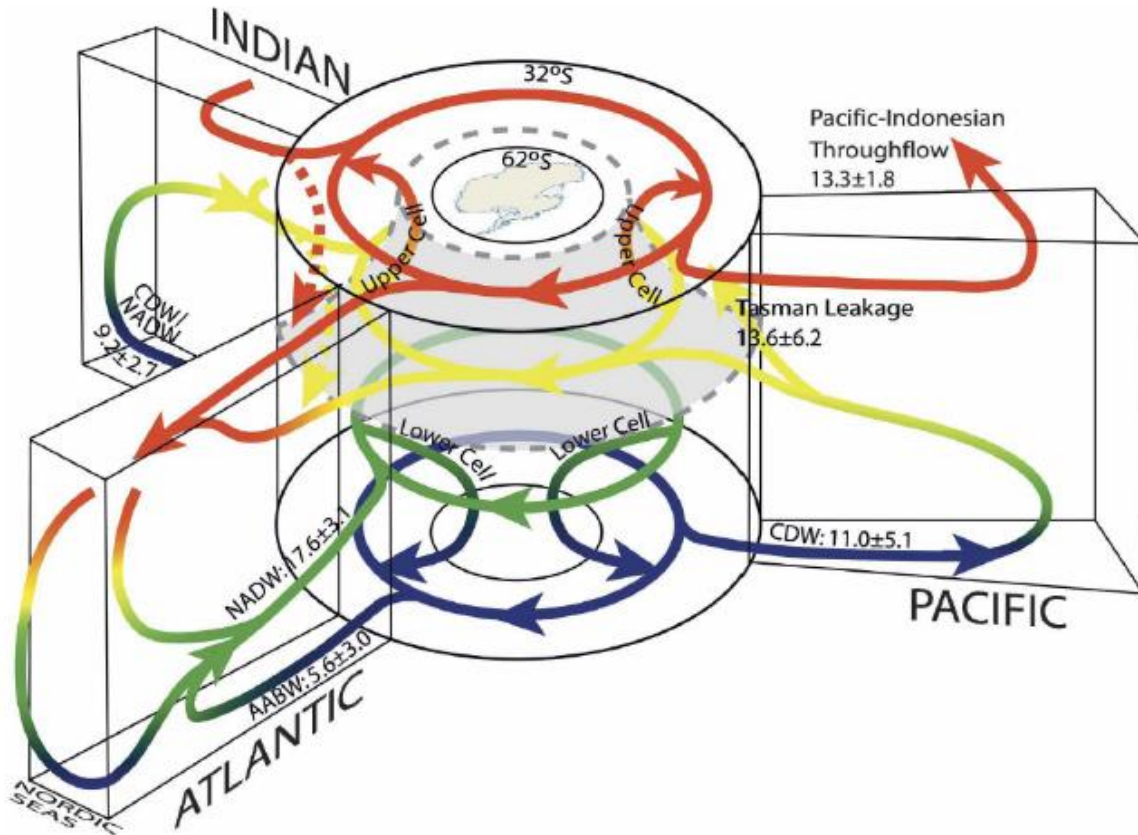 INDIAN
32ºS
Pacific-Indonesian
Throughflow
13.3±1.8
62ºS
Upper Cell
Upper Cell
CDW/
NADW
9.2±2.7
Tasman Leakage
13.6±6.2
Lower Cell
Lower Cell
NADW: 17.6±3.1
CDW: 11.0±5.1
PACIFIC
AABW: 5.6±3.0
ATLANTIC
NORDIC
SEAS